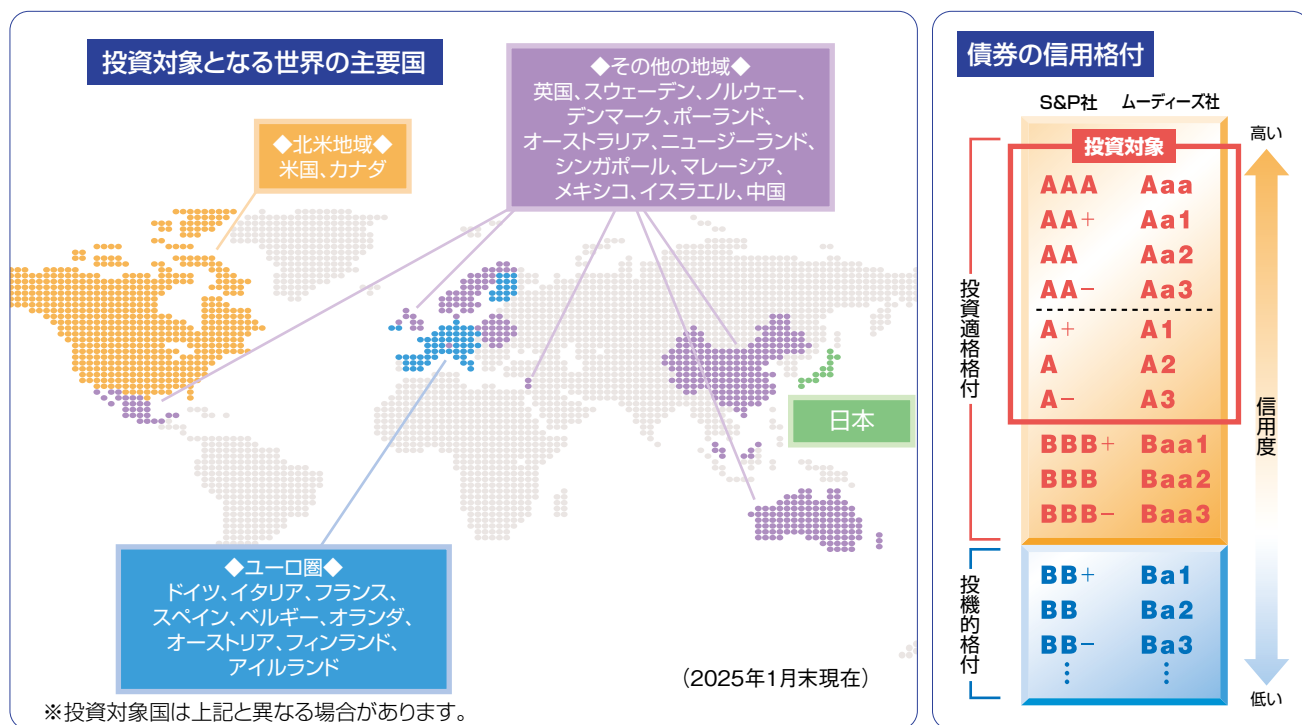 投資対象となる世界の主要国
◆北米地域◆
米国、カナダ
◆その他の地域◆
英国、スウェーデン、ノルウェー、
デンマーク、ポーランド、
オーストラリア、ニュージーランド、
シンガポール、マレーシア、
メキシコ、イスラエル、中国
日本
◆ユーロ圏◆
ドイツ、イタリア、フランス、
スペイン、ベルギー、オランダ、
オーストリア、フィンランド、
アイルランド
（2025年1月末現在）
※投資対象国は上記と異なる場合があります。
債券の信用格付
S&P社 ムーディーズ社
投資対象
AAA Aaa
AA+ Aa1
AA Aa2
AA− Aa3
A+ A1
A A2
A− A3
BBB+ Baa1
BBB Baa2
BBB− Baa3
BB+ Ba1
BB Ba2
BB− Ba3
⋮ ⋮
投資適格格付
投機的格付
高い
信用度
低い